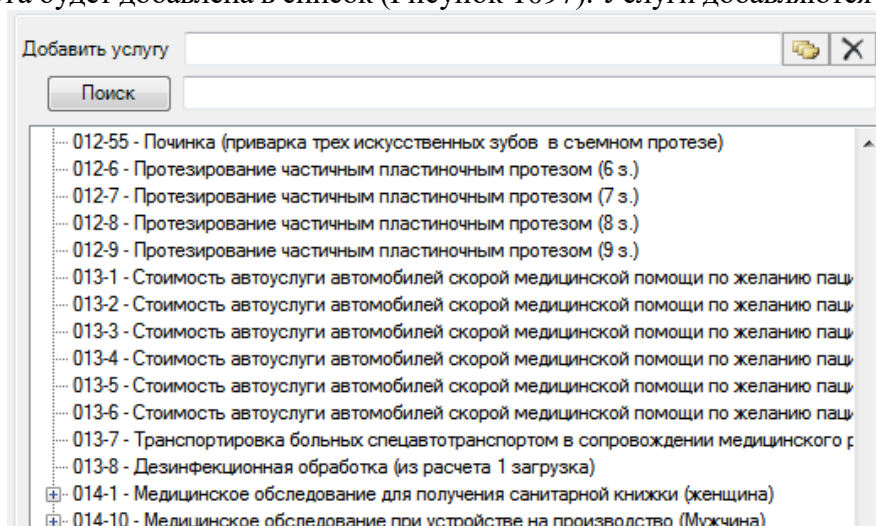 будет добавлена в список (Рисунок 1697). Услуги добавляются
Добавить услугу
Поиск
012-55 - Починка (приварка трех искусственных зубов в съемном протезе)
012-6 - Протезирование частичным пластиночным протезом (6 з.)
012-7 - Протезирование частичным пластиночным протезом (7 з.)
012-8 - Протезирование частичным пластиночным протезом (8 з.)
012-9 - Протезирование частичным пластиночным протезом (9 з.)
013-1 - Стоимость автоуслуги автомобилей скорой медицинской помощи по желанию паци
013-2 - Стоимость автоуслуги автомобилей скорой медицинской помощи по желанию паци
013-3 - Стоимость автоуслуги автомобилей скорой медицинской помощи по желанию паци
013-4 - Стоимость автоуслуги автомобилей скорой медицинской помощи по желанию паци
013-5 - Стоимость автоуслуги автомобилей скорой медицинской помощи по желанию паци
013-6 - Стоимость автоуслуги автомобилей скорой медицинской помощи по желанию паци
013-7 - Транспортировка больных спецавтотранспортом в сопровождении медицинского р
013-8 - Дезинфекционная обработка (из расчета 1 загрузка)
014-1 - Медицинское обследование для получения санитарной книжки (женщина)
014-10 - Медицинское обследование при устройстве на производство (Мужчина)